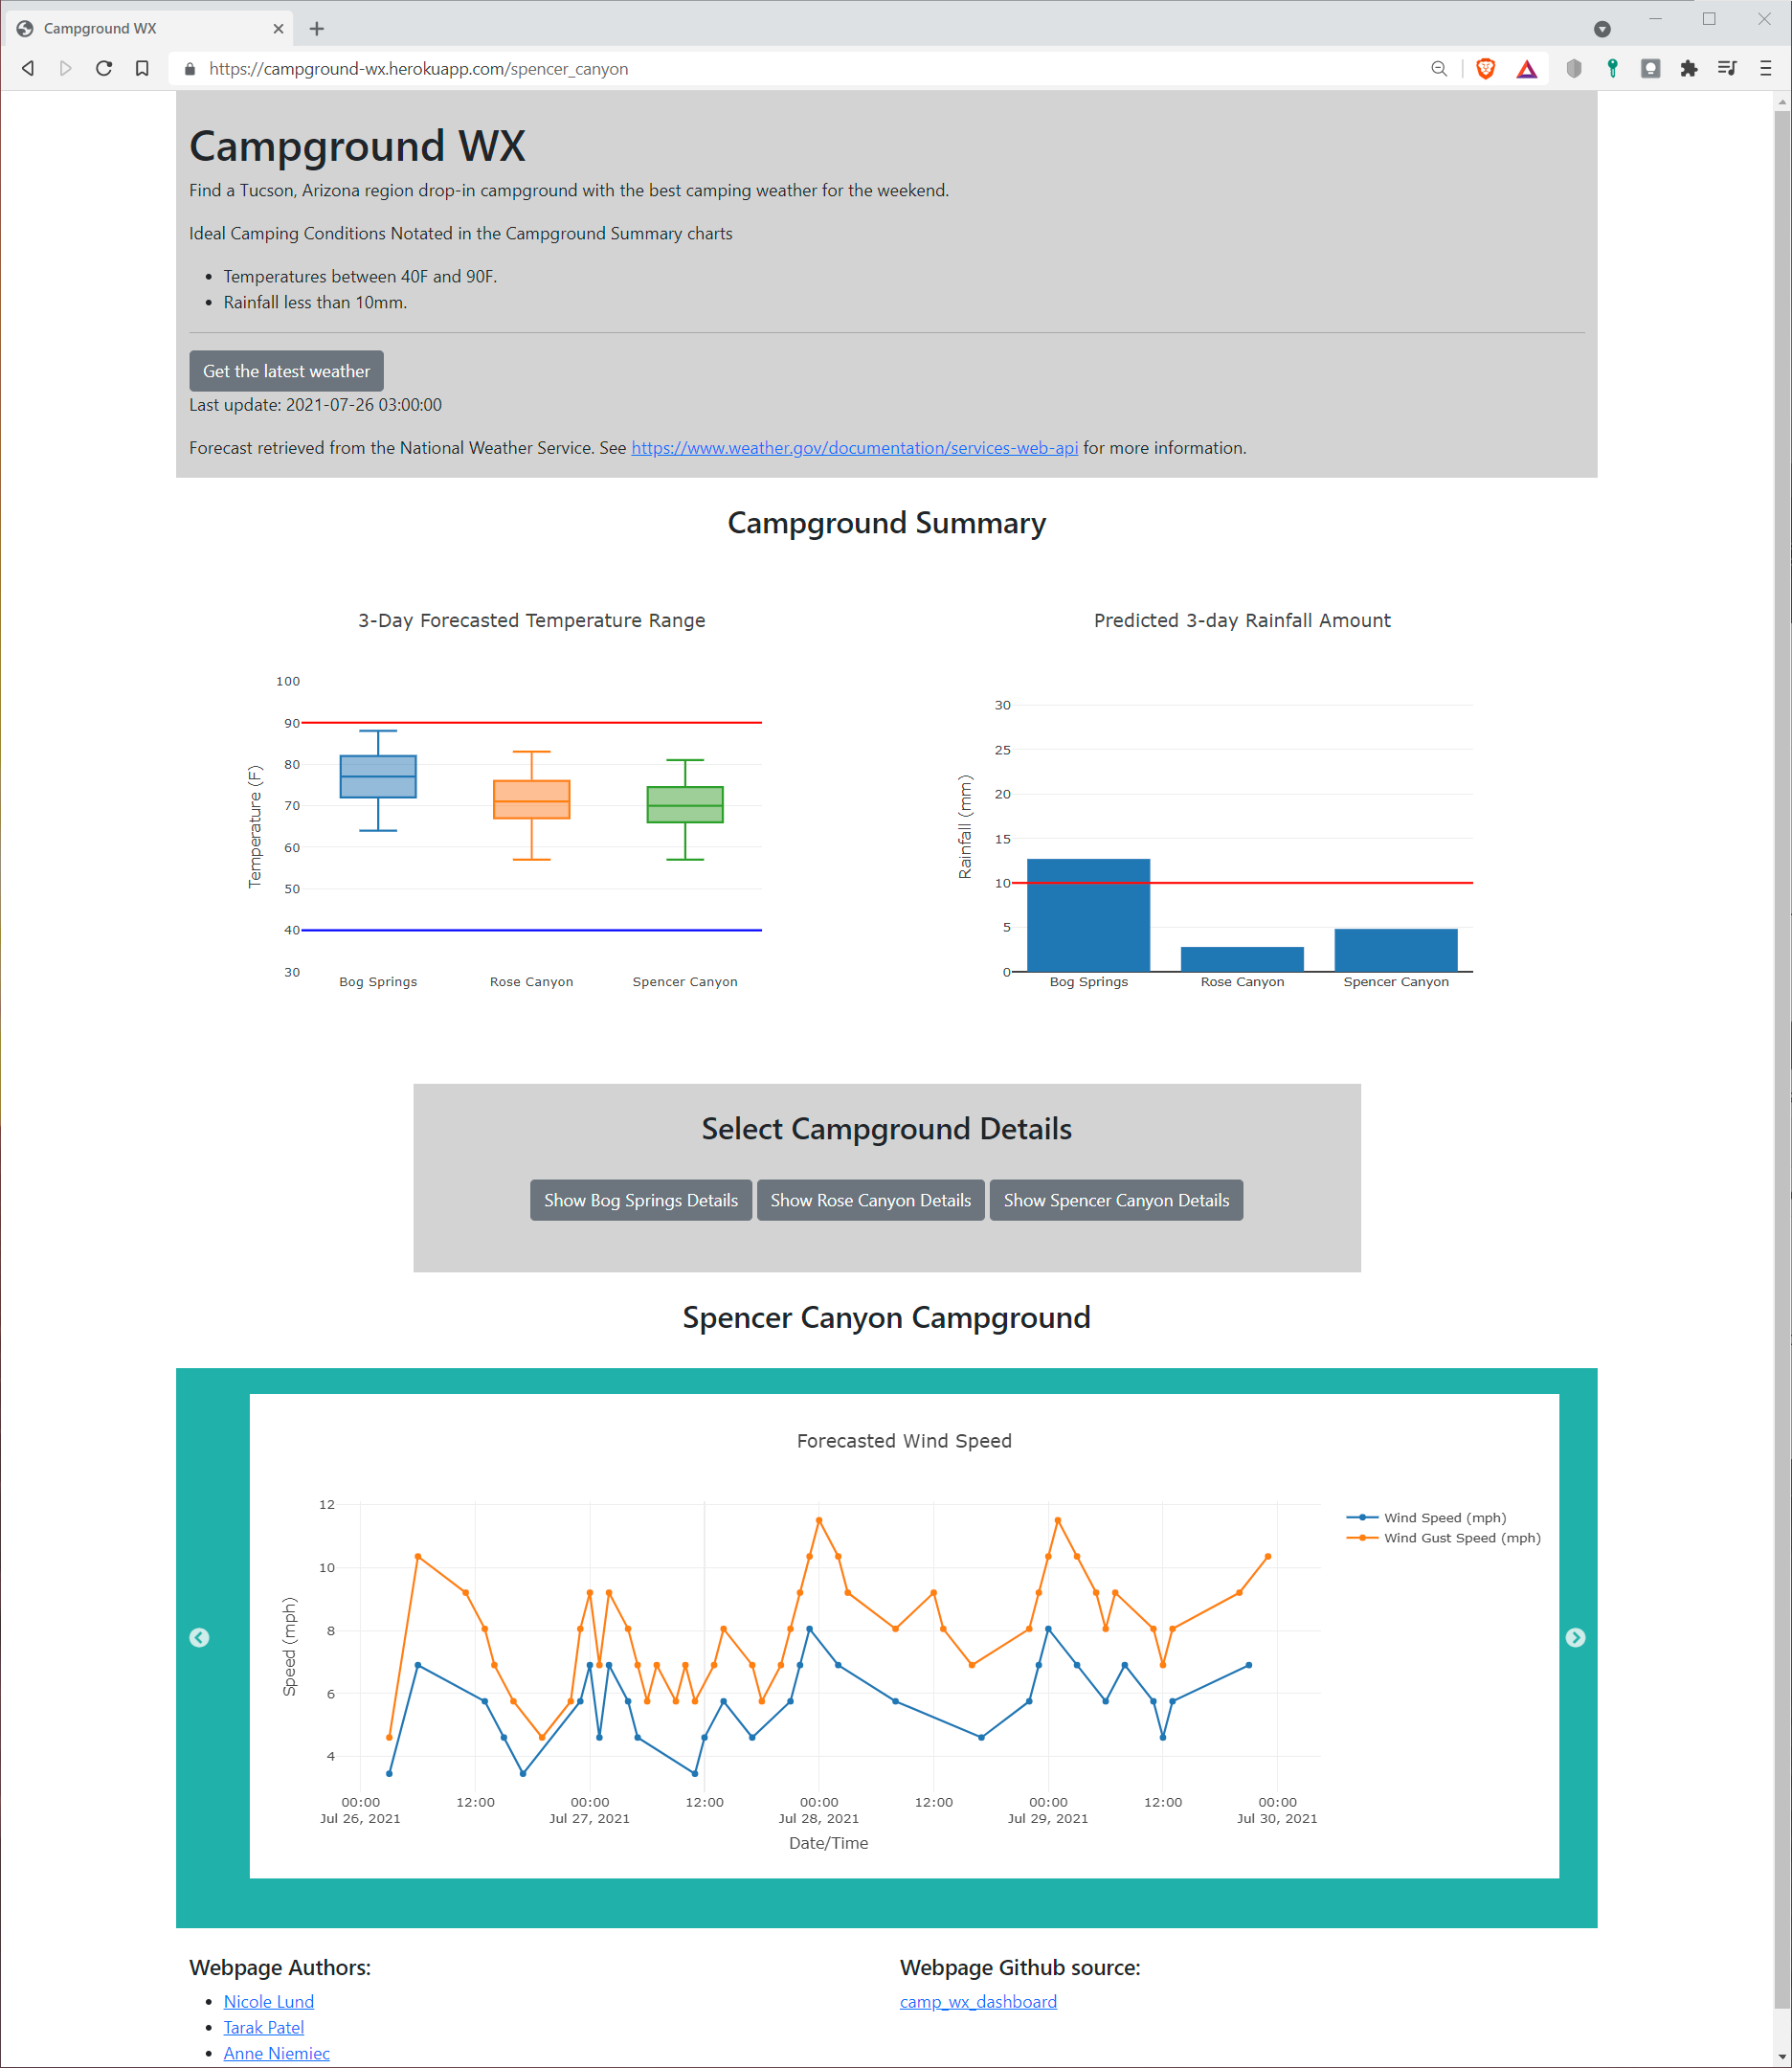 Campground WX
https://campground-wx.herokuapp.com/spencer_canyon
Campground WX
Find a Tucson, Arizona region drop-in campground with the best camping weather for the weekend.
Ideal Camping Conditions Notated in the Campground Summary charts
• Temperatures between 40F and 90F.
• Rainfall less than 10mm.
Get the latest weather
Last update: 2021-07-26 03:00:00
Forecast retrieved from the National Weather Service. See https://www.weather.gov/documentation/services-web-api for more information.
Campground Summary
3-Day Forecasted Temperature Range
100
90
80
70
60
50
40
30
Temperature (F)
Bog Springs Rose Canyon Spencer Canyon
Predicted 3-day Rainfall Amount
30
25
20
15
10
5
0
Rainfall (mm)
Bog Springs Rose Canyon Spencer Canyon
Select Campground Details
Show Bog Springs Details Show Rose Canyon Details Show Spencer Canyon Details
Spencer Canyon Campground
Forecasted Wind Speed
12
10
8
6
4
Speed (mph)
Wind Speed (mph)
Wind Gust Speed (mph)
00:00 12:00 00:00 12:00 00:00 12:00 00:00 12:00 00:00
Jul 26, 2021 Jul 27, 2021 Jul 28, 2021 Jul 29, 2021 Jul 30, 2021
Date/Time
Webpage Authors:
• Nicole Lund
• Tarak Patel
• Anne Niemiec
Webpage Github source:
camp_wx_dashboard